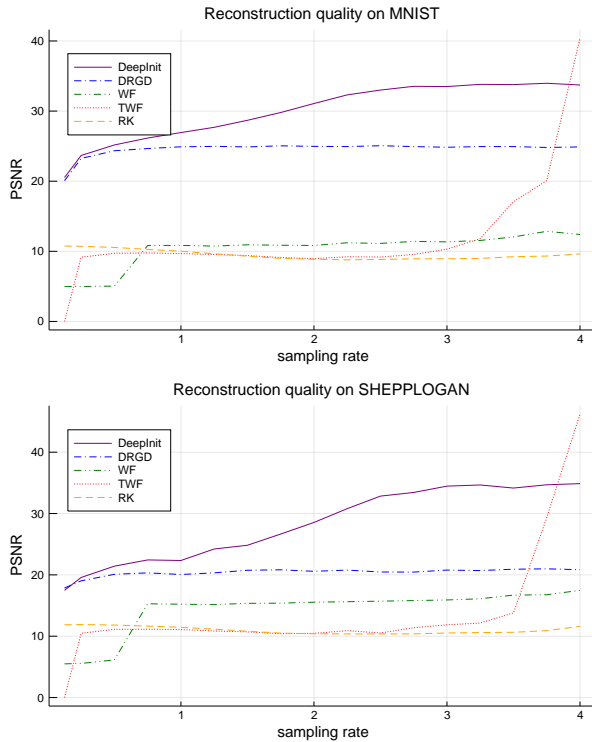 Reconstruction quality on MNIST
PSNR
40
30
20
10
0
DeepInit
DRGD
WF
TWF
RK
1 2 3 4
sampling rate
Reconstruction quality on SHEPPLOGAN
PSNR
40
30
20
10
0
DeepInit
DRGD
WF
TWF
RK
1 2 3 4
sampling rate